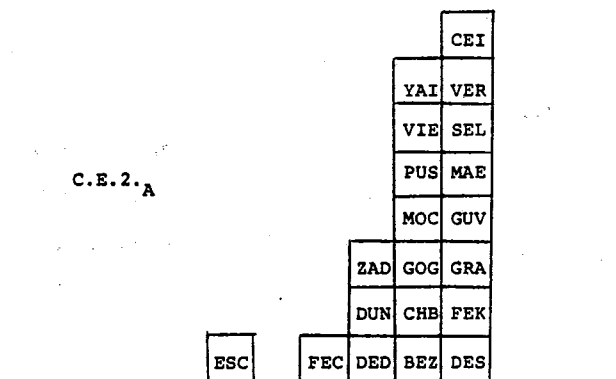 CEI
YAI VER
VIE SEL
C.E.2.A PUS MAE
MOC GUV
ZAD GOG GRA
DUN CHB FEK
ESC FEC DED BEZ DES